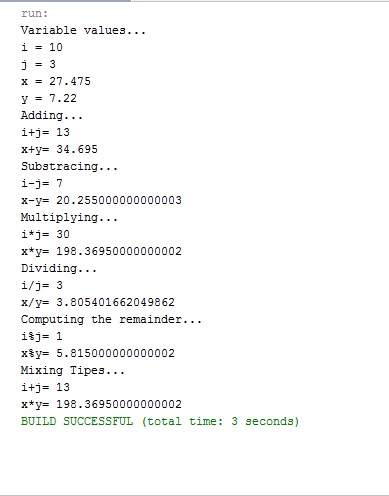 run:
Variable values...
i = 10
j = 3
x = 27.475
y = 7.22
Adding...
i+j= 13
x+y= 34.695
Substracing...
i-j= 7
x-y= 20.255000000000003
Multiplying...
i*j= 30
x*y= 198.36950000000002
Dividing...
i/j= 3
x/y= 3.805401662049862
Computing the remainder...
i%j= 1
x%y= 5.815000000000002
Mixing Tipes...
i+j= 13
x*y= 198.36950000000002
BUILD SUCCESSFUL (total time: 3 seconds)